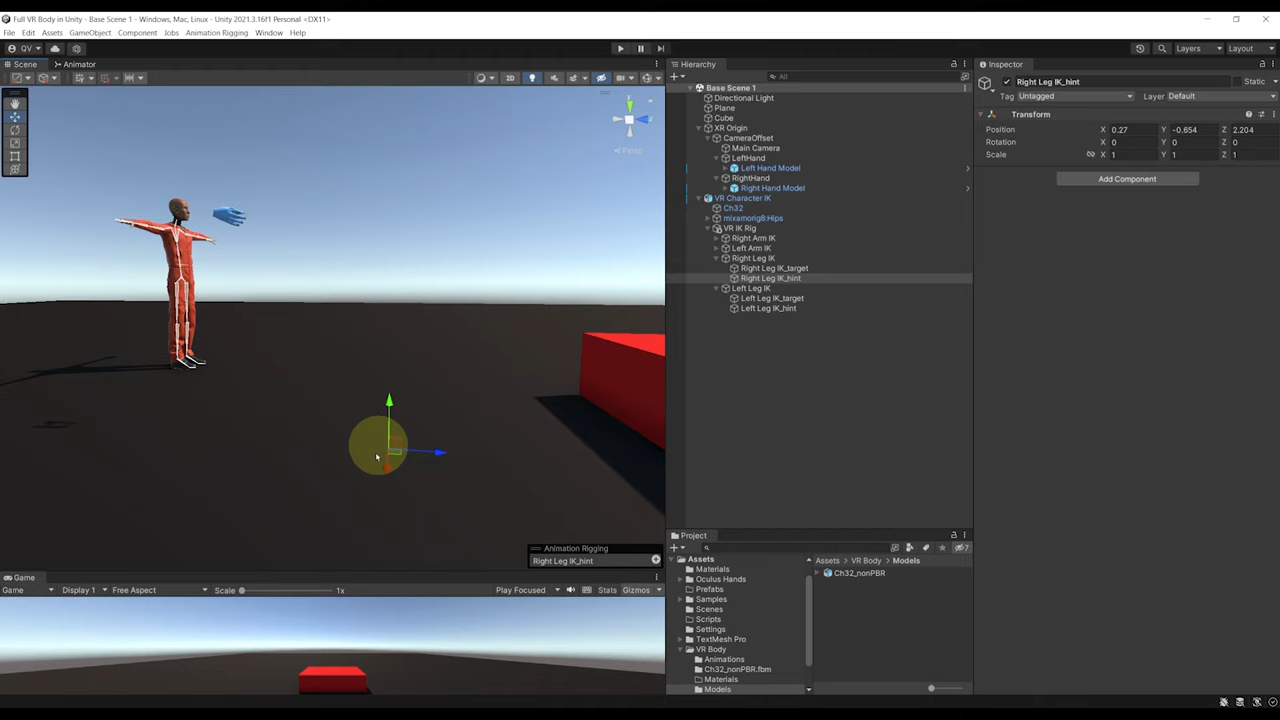 Full VR Body in Unity - Base Scene 1 - Windows, Mac, Linux - Unity 2021.3.16f1 Personal <DX11>
File Edit Assets GameObject Component Jobs Animation Rigging Window Help
QV Layers Layout
Scene Animator
2D
Persp
Animation Rigging
Right Leg IK_hint
Game
Game Display 1 Free Aspect Scale 1x Play Focused Stats Gizmos
Hierarchy
All
Base Scene 1
Directional Light
Plane
Cube
XR Origin
CameraOffset
Main Camera
LeftHand
Left Hand Model
RightHand
Right Hand Model
VR Character IK
Ch32
mixamorig8:Hips
VR IK Rig
Right Arm IK
Left Arm IK
Right Leg IK
Right Leg IK_target
Right Leg IK_hint
Left Leg IK
Left Leg IK_target
Left Leg IK_hint
Project
7
Assets
Materials
Oculus Hands
Prefabs
Samples
Scenes
Scripts
Settings
TextMesh Pro
VR Body
Animations
Ch32_nonPBR.fbm
Materials
Models
Assets > VR Body > Models
Ch32_nonPBR
Inspector
Right Leg IK_hint Static
Tag Untagged Layer Default
Transform
Position X 0.27 Y -0.654 Z 2.204
Rotation X 0 Y 0 Z 0
Scale X 1 Y 1 Z 1
Add Component